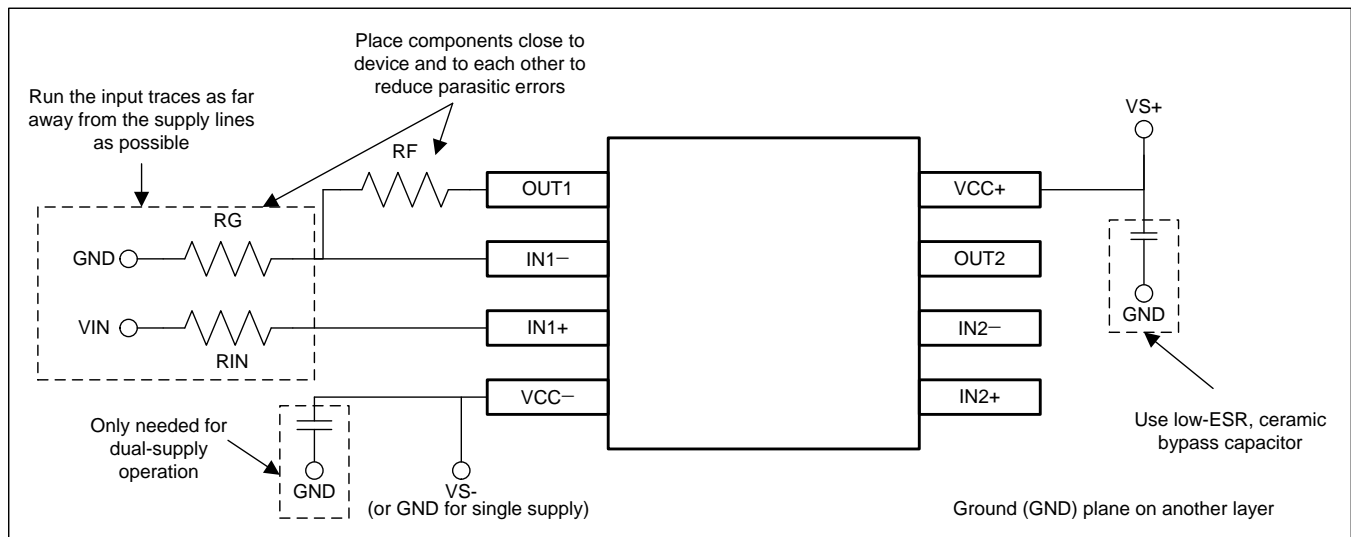 Place components close to
device and to each other to
reduce parasitic errors
Run the input traces as far
away from the supply lines
as possible
VS+
RF
OUT1
VCC+
RG
GND
IN1−
OUT2
GND
VIN
IN1+
IN2−
RIN
VCC−
IN2+
Only needed for
dual-supply
operation
Use low-ESR, ceramic
bypass capacitor
GND
VS-
(or GND for single supply)
Ground (GND) plane on another layer